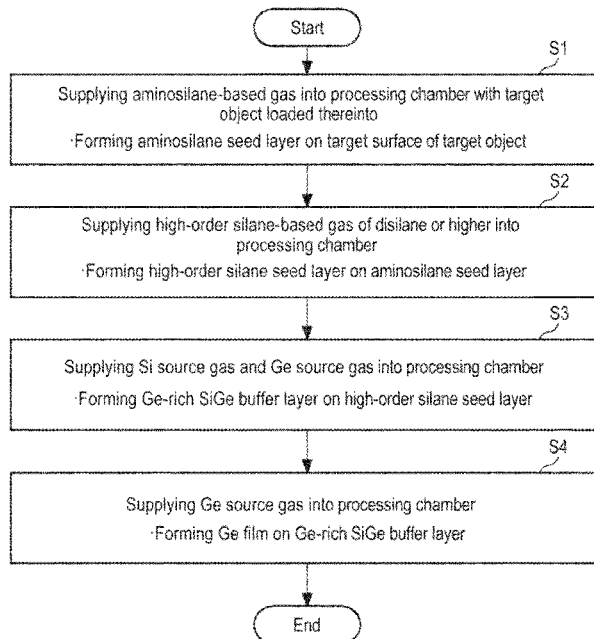 Start
S1
Supplying aminosilane-based gas into processing chamber with target
object loaded thereinto
·Forming aminosilane seed layer on target surface of target object
S2
Supplying high-order silane-based gas of disilane or higher into
processing chamber
·Forming high-order silane seed layer on aminosilane seed layer
S3
Supplying Si source gas and Ge source gas into processing chamber
·Forming Ge-rich SiGe buffer layer on high-order silane seed layer
S4
Supplying Ge source gas into processing chamber
·Forming Ge film on Ge-rich SiGe buffer layer
End